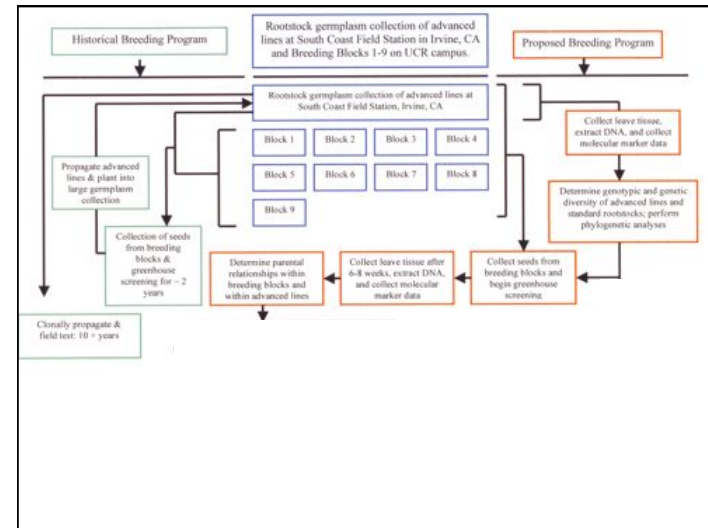 Historical Breeding Program
Rootstock germplasm collection of advanced
lines at South Coast Field Station in Irvine, CA
and Breeding Blocks 1-9 on UCR campus.
Proposed Breeding Program
Rootstock germplasm collection of advanced lines at
South Coast Field Station, Irvine, CA
Collect leave tissue,
extract DNA, and collect
molecular marker data
Block 1
Block 2
Block 3
Block 4
Propagate advanced
lines & plant into
large germplasm
collection
Block 5
Block 6
Block 7
Block 8
Determine genotypic and genetic
diversity of advanced lines and
standard rootstocks; perform
phylogenetic analyses
Block 9
Collection of seeds
from breeding
blocks &
greenhouse
screening for ~ 2
years
Determine parental
relationships within
breeding blocks and
within advanced lines
Collect leave tissue after
6-8 weeks, extract DNA,
and collect molecular
marker data
Collect seeds from
breeding blocks and
begin greenhouse
screening
Clonally propagate &
field test: 10 + years